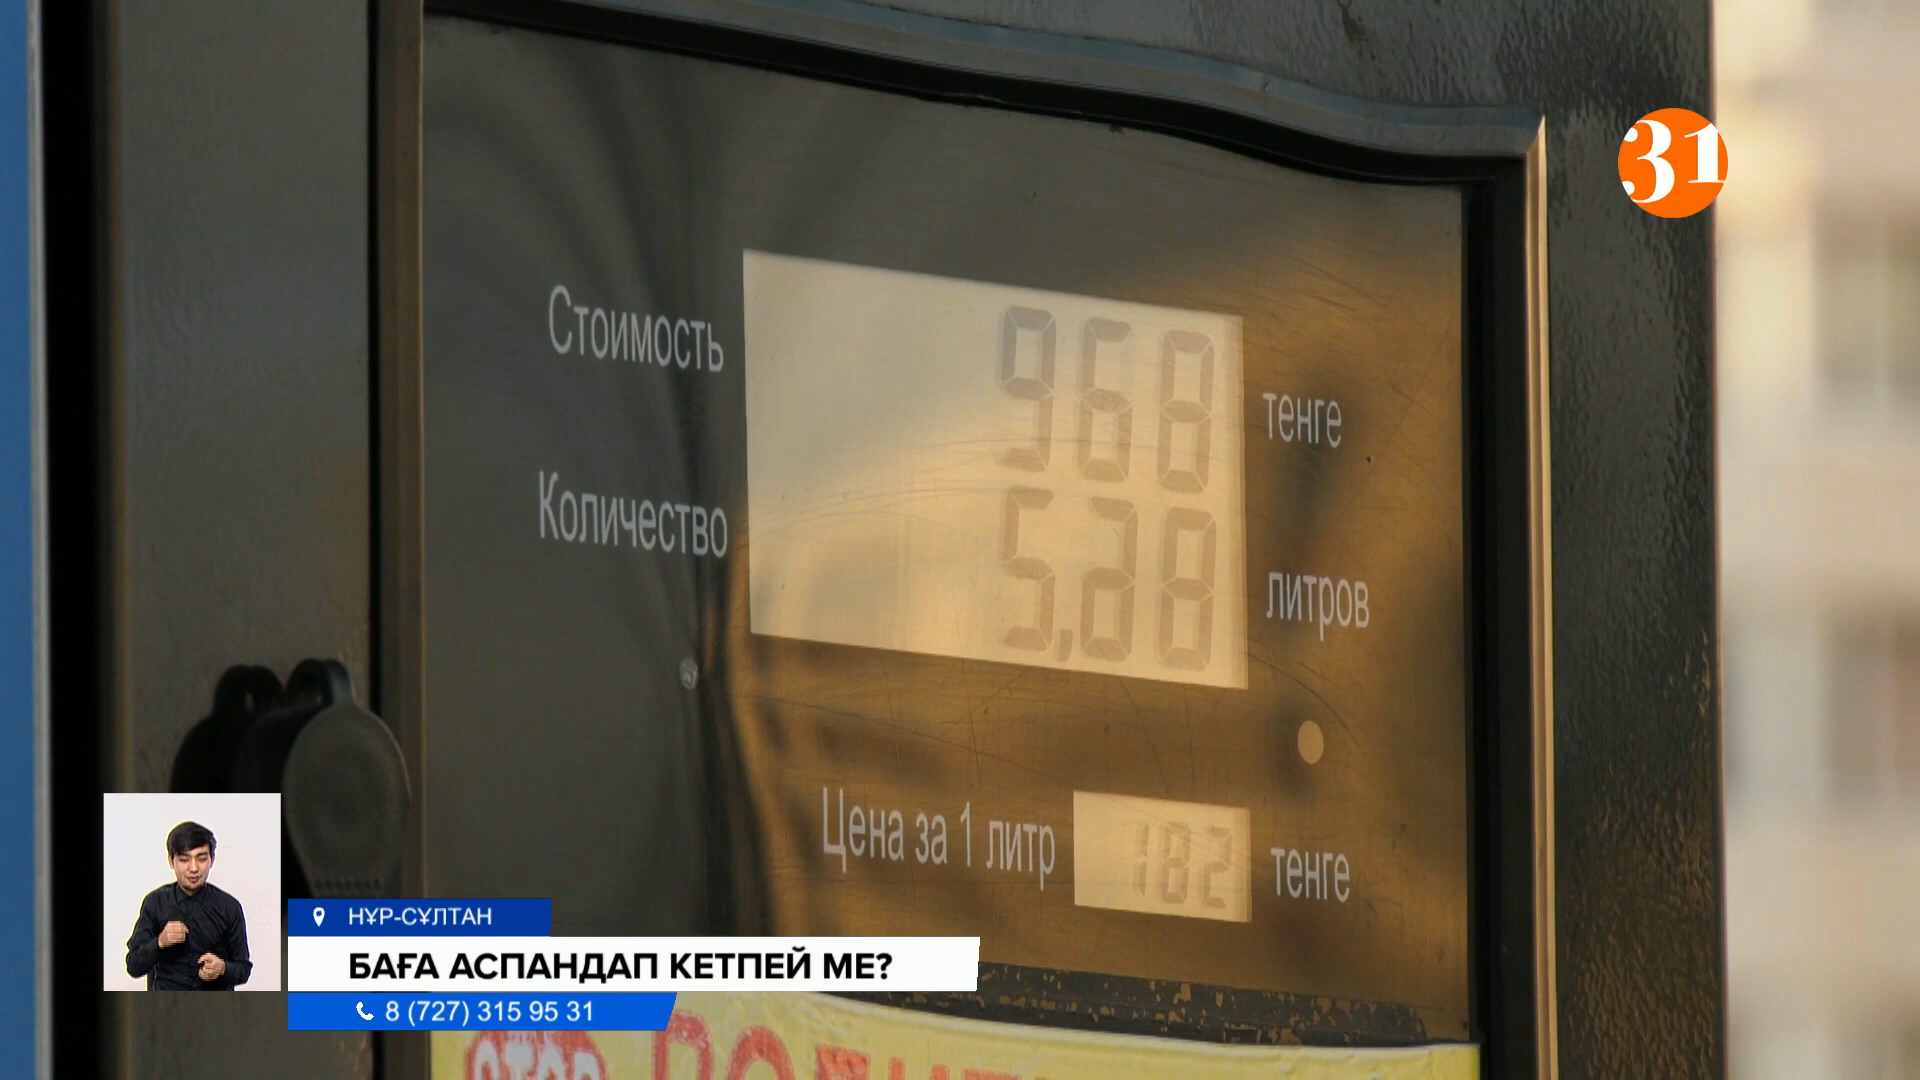 31
Стоимость 968 тенге
Количество 5,28 литров
Цена за 1 литр 182 тенге
НҰР-СҰЛТАН
БАҒА АСПАНДАП КЕТПЕЙ МЕ?
8 (727) 315 95 31
STOP